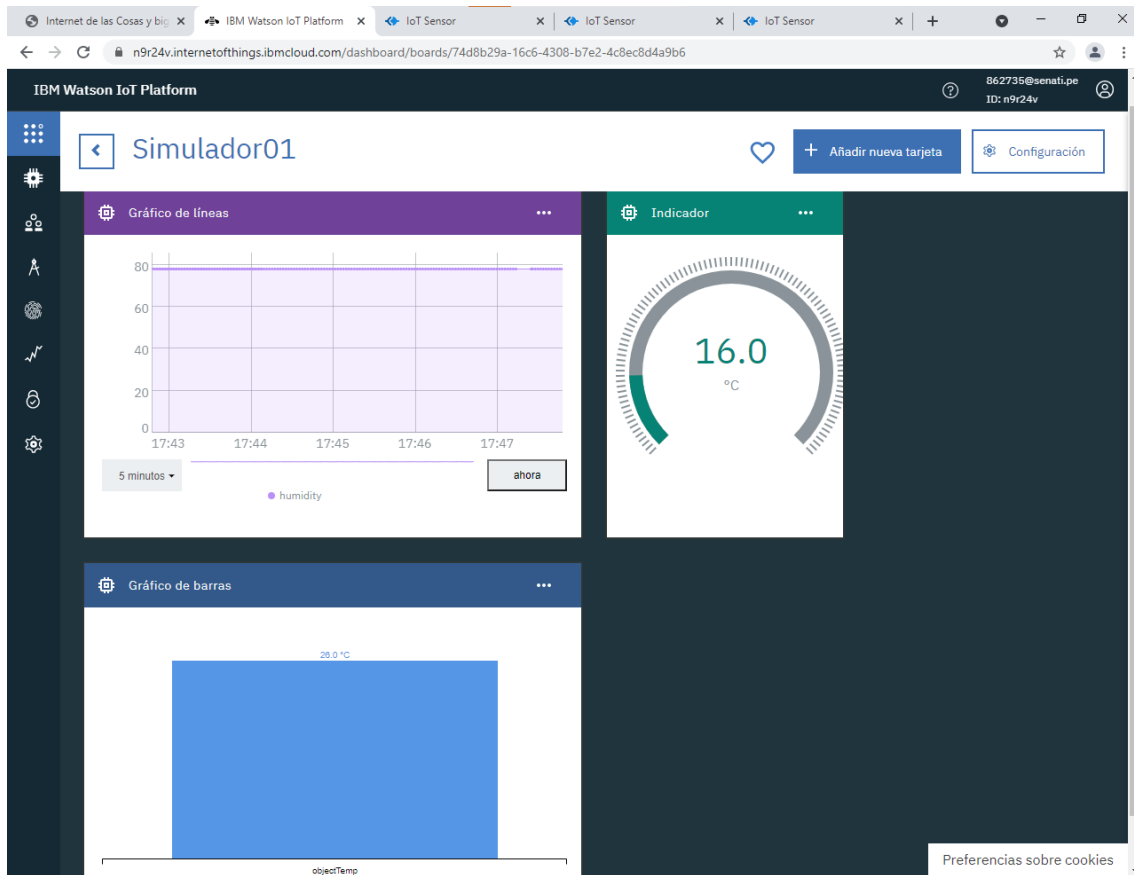 Internet de las Cosas y big
IBM Watson IoT Platform
IoT Sensor
IoT Sensor
IoT Sensor
n9r24v.internetofthings.ibmcloud.com/dashboard/boards/74d8b29a-16c6-4308-b7e2-4c8ec8d4a9b6
IBM Watson IoT Platform
862735@senati.pe
ID: n9r24v
Simulador01
Añadir nueva tarjeta
Configuración
Gráfico de líneas
80
60
40
20
0
17:43 17:44 17:45 17:46 17:47
5 minutos
ahora
humidity
Indicador
16.0
°C
Gráfico de barras
26.0 °C
objectTemp
Preferencias sobre cookies